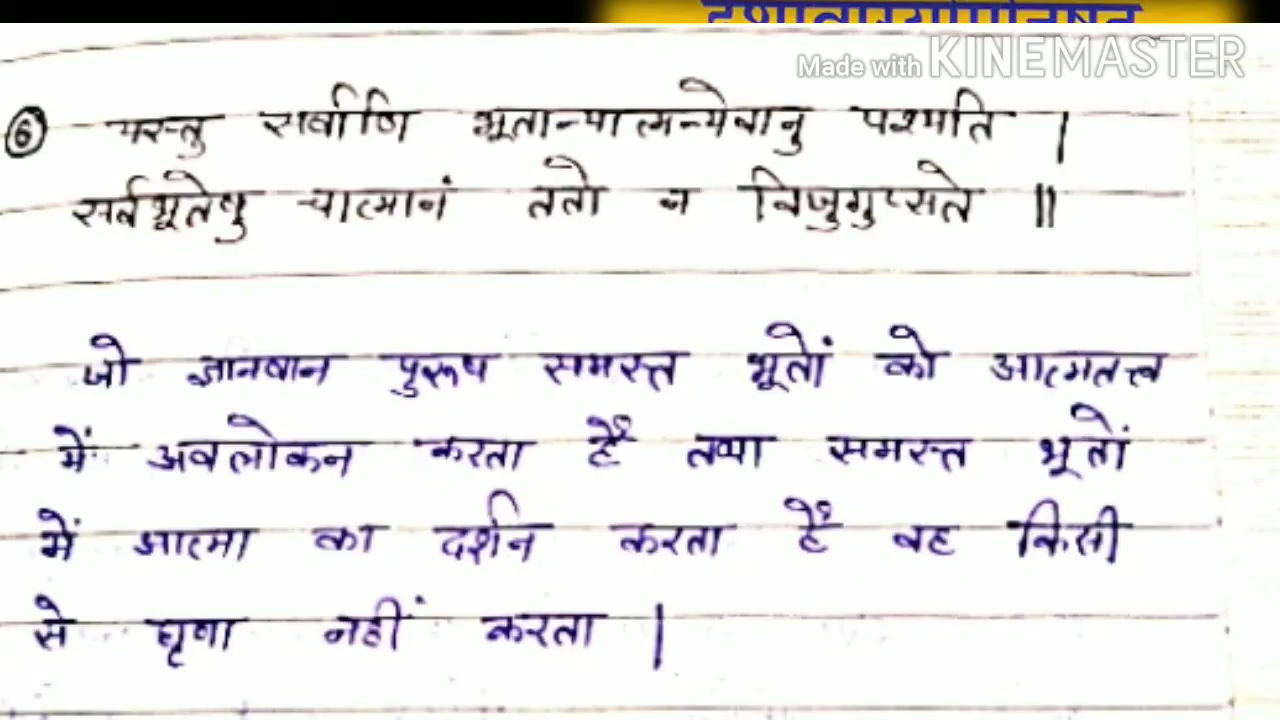 Made with KINEMASTER
⑥ यस्तु सर्वाणि भूतान्यात्मन्येवानु पश्यति |
सर्वभूतेषु चात्मानं ततो न विजुगुप्सते ||
जो ज्ञानवान पुरूष समस्त भूतों को आत्मतत्त्व
में अवलोकन करता है तथा समस्त भूतों
में आत्मा का दर्शन करता है वह किसी
से घृणा नहीं करता |